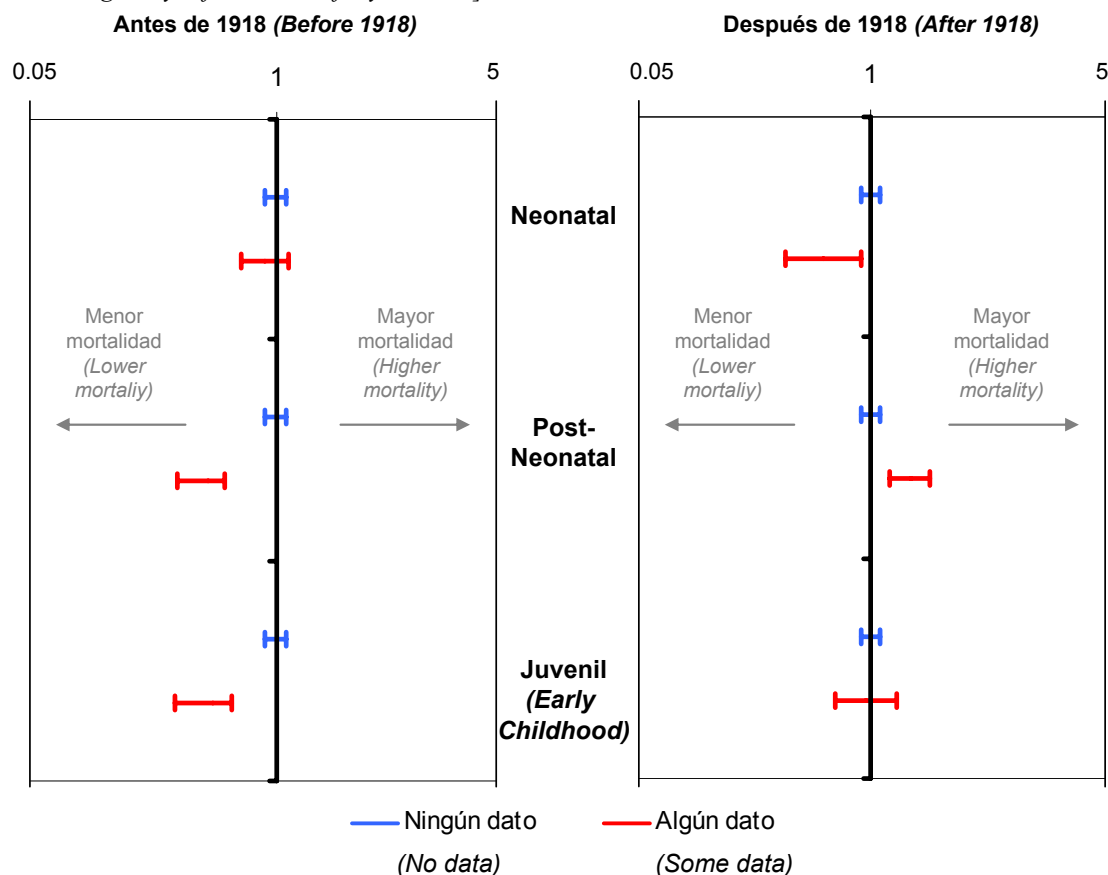 Antes de 1918 (Before 1918)
Después de 1918 (After 1918)
0.05 1 5
0.05 1 5
Neonatal
Menor
mortalidad
(Lower
mortaliy)
Mayor
mortalidad
(Higher
mortality)
Menor
mortalidad
(Lower
mortaliy)
Mayor
mortalidad
(Higher
mortality)
Post-
Neonatal
Juvenil
(Early
Childhood)
Ningún dato
(No data)
Algún dato
(Some data)